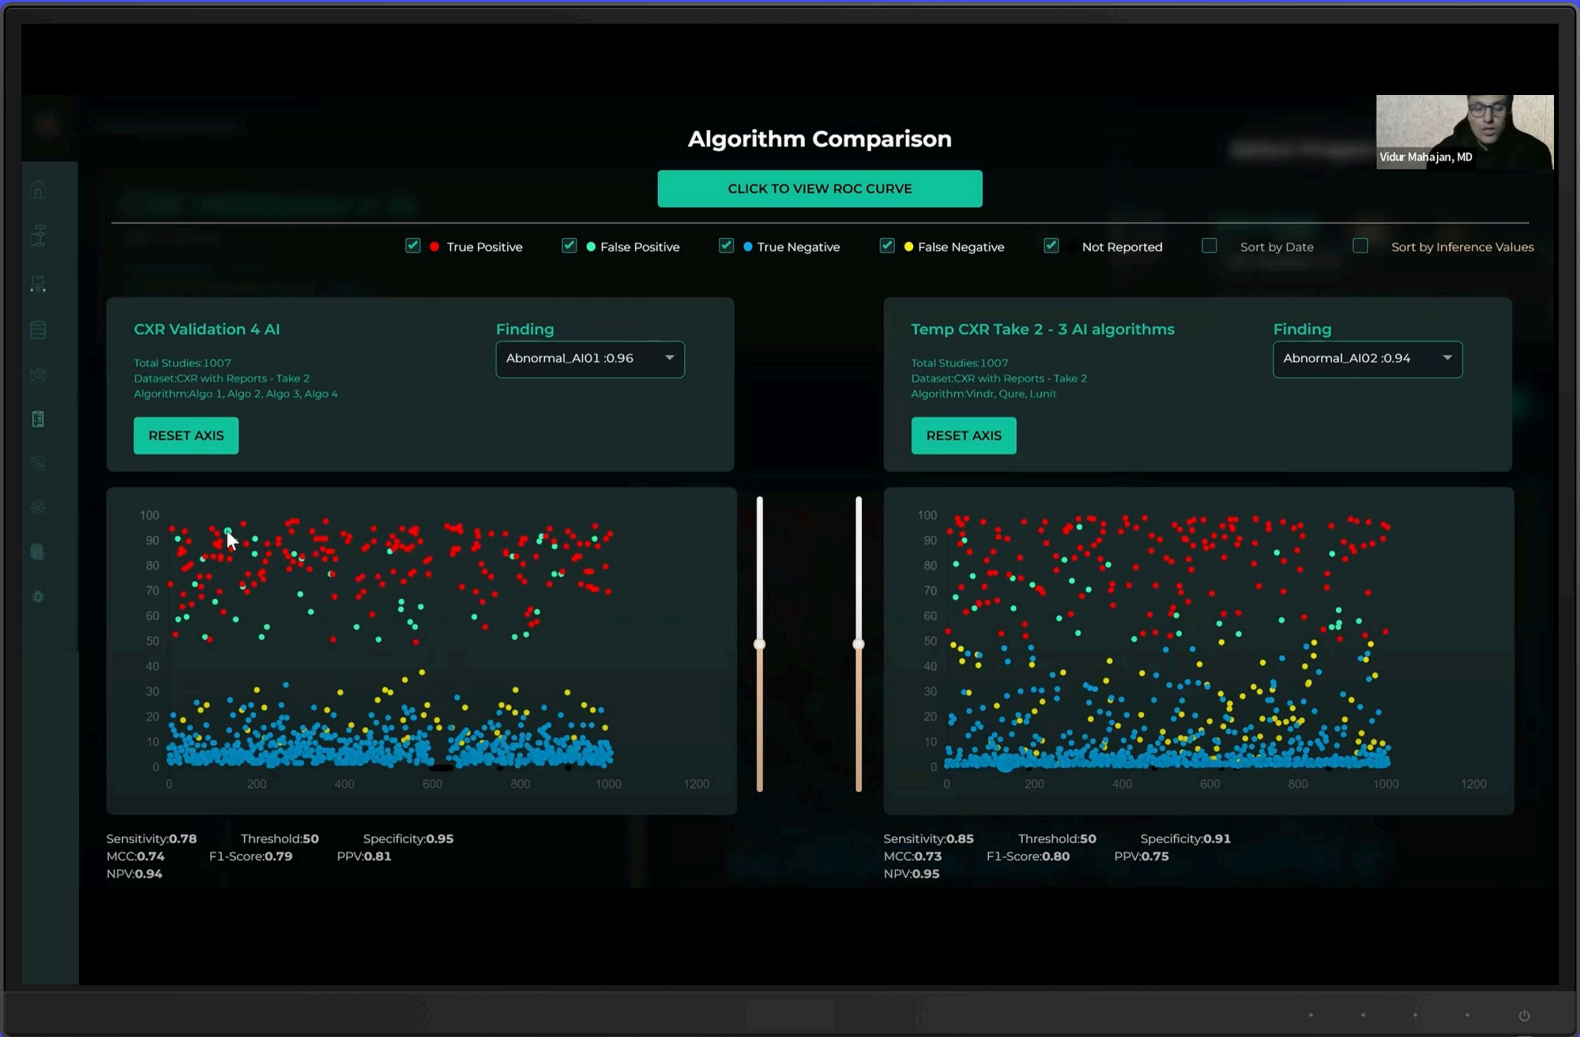 Algorithm Comparison
Vidur Mahajan, MD
CLICK TO VIEW ROC CURVE
True Positive False Positive True Negative False Negative Not Reported Sort by Date Sort by Inference Values
CXR Validation 4 AI
Finding
Abnormal_AI01 :0.96
Total Studies:1007
Dataset:CXR with Reports - Take 2
Algorithm:Algo 1, Algo 2, Algo 3, Algo 4
RESET AXIS
Temp CXR Take 2 - 3 AI algorithms
Finding
Abnormal_AI02 :0.94
Total Studies:1007
Dataset:CXR with Reports - Take 2
Algorithm:Vindr, Qure, Lunit
RESET AXIS
100
90
80
70
60
50
40
30
20
10
0
0 200 400 600 800 1000 1200
Sensitivity:0.78 Threshold:50 Specificity:0.95
MCC:0.74 F1-Score:0.79 PPV:0.81
NPV:0.94
100
90
80
70
60
50
40
30
20
10
0
0 200 400 600 800 1000 1200
Sensitivity:0.85 Threshold:50 Specificity:0.91
MCC:0.73 F1-Score:0.80 PPV:0.75
NPV:0.95